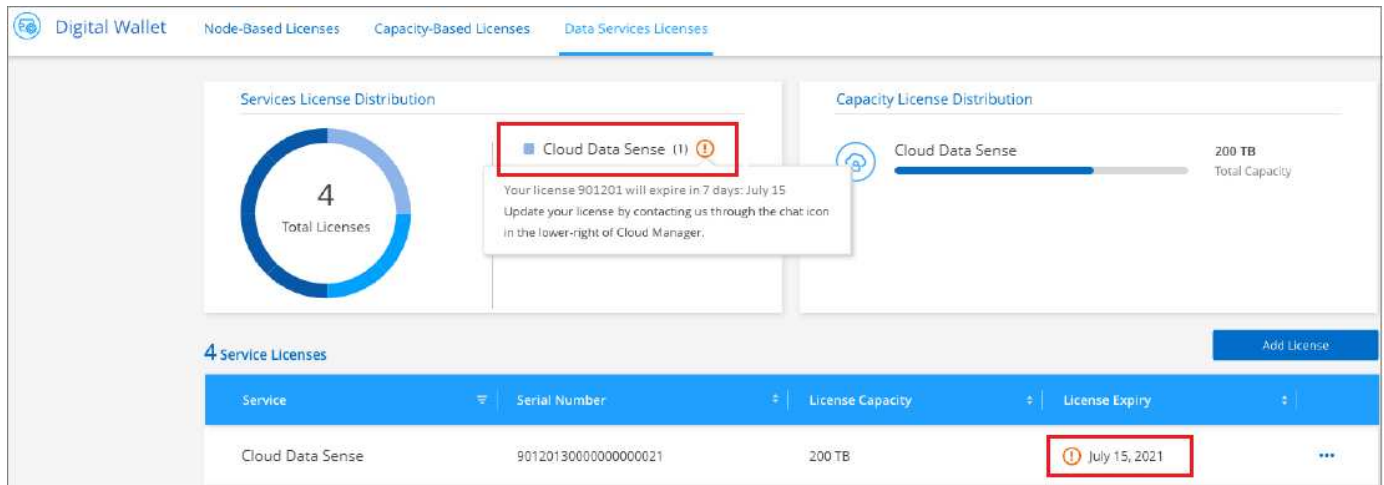 Digital Wallet
Node-Based Licenses
Capacity-Based Licenses
Data Services Licenses
Services License Distribution
4
Total Licenses
Cloud Data Sense (1)
Your license 901201 will expire in 7 days: July 15
Update your license by contacting us through the chat icon
in the lower-right of Cloud Manager.
Capacity License Distribution
Cloud Data Sense
200 TB
Total Capacity
4 Service Licenses
Add License
Service
Serial Number
License Capacity
License Expiry
Cloud Data Sense
90120130000000000021
200 TB
July 15, 2021